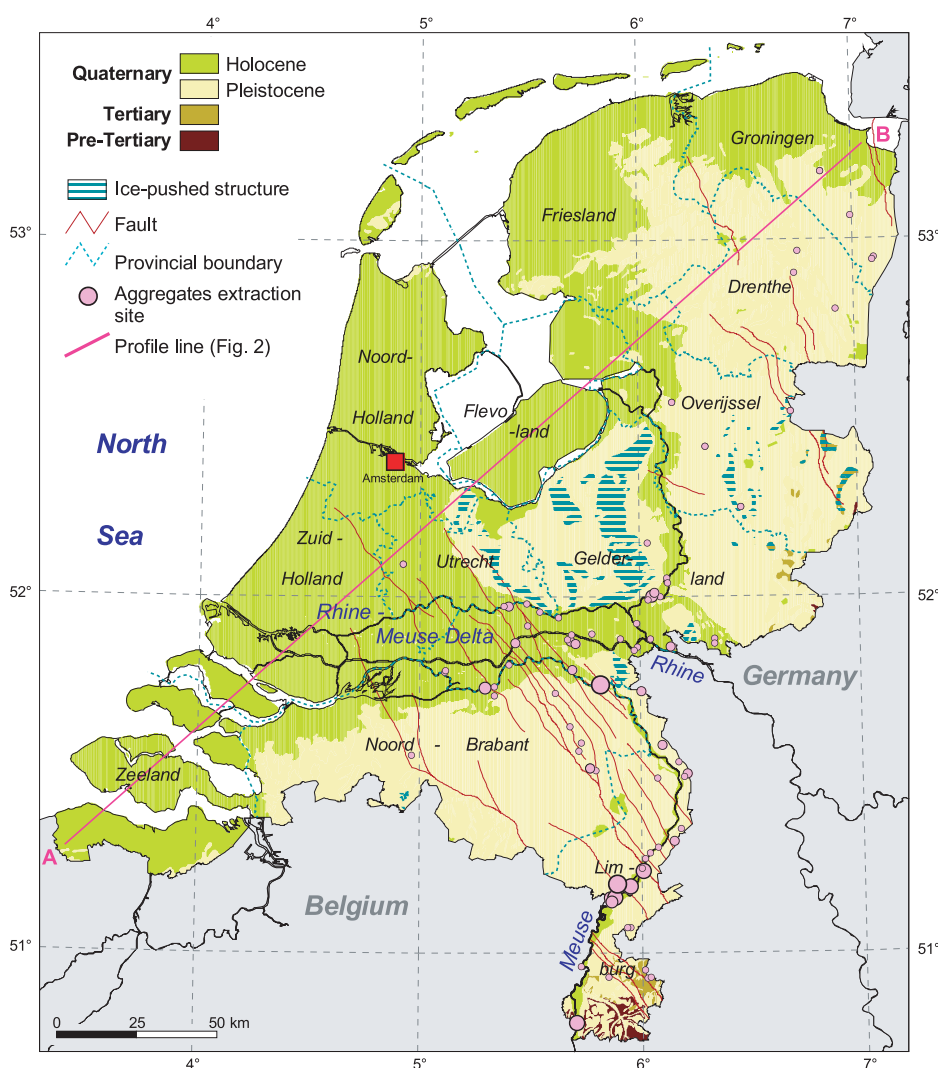 4°
5°
6°
7°
Quaternary
Holocene
Pleistocene
Tertiary
Pre-Tertiary
Ice-pushed structure
Fault
Provincial boundary
Aggregates extraction
site
Profile line (Fig. 2)
53°
53°
Groningen
B
Friesland
Drenthe
Noord-
Holland
Flevo
-land
Overijssel
North
Sea
Amsterdam
Zuid -
Holland
Utrecht
Gelder-
land
52°
52°
Rhine
Meuse-Delta
Rhine
Germany
Noord - Brabant
Zeeland
A
Lim -
burg
Belgium
Meuse
51°
51°
0 25 50 km
4°
5°
6°
7°